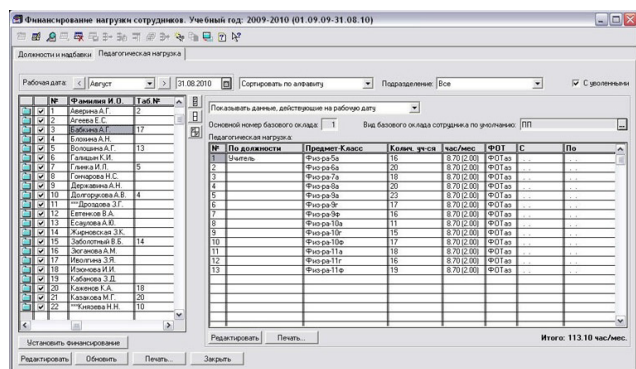 Финансирование нагрузки сотрудников. Учебный год: 2009-2010 (01.09.09-31.08.10)
Должности и надбавки Педагогическая нагрузка
Рабочая дата: < Август > 31.08.2010 Сортировать по алфавиту Подразделение: Все С уволенными
№ Фамилия И.О. Таб.№
1 Аверина А.Г. 2
2 Агеева Е.С.
3 Бабкина А.Г. 17
4 Блохина А.Н.
5 Волошина А.Г. 13
6 Галицын К.И.
7 Глинка И.Л. 5
8 Гончарова Н.С.
9 Державина А.Н.
10 Долгорукова А.В. 4
11 ***Дроздова З.Г.
12 Евтенков В.А.
13 Есаулова А.Ю.
14 Жирновская З.К.
15 Заболотный В.Б. 14
16 Зюганова А.М.
17 Иволгина З.Я.
18 Изюмова И.И.
19 Кабанова З.Д.
20 Каженов К.А. 18
21 Казакова М.Г. 20
22 ***Князева Н.Н. 10
Показывать данные, действующие на рабочую дату
Основной номер базового оклада: 1 Вид базового оклада сотрудника по умолчанию: ПП ...
Педагогическая нагрузка:
№ По должности Предмет-Класс Колич. уч-ся час/мес ФОТ С По
1 Учитель Физ-ра-5а 16 8.70 (2.00) ФОТаз . . . .
2 Физ-ра-6а 20 8.70 (2.00) ФОТаз . . . .
3 Физ-ра-7а 18 8.70 (2.00) ФОТаз . . . .
4 Физ-ра-8а 20 8.70 (2.00) ФОТаз . . . .
5 Физ-ра-9а 23 8.70 (2.00) ФОТаз . . . .
6 Физ-ра-9г 17 8.70 (2.00) ФОТаз . . . .
7 Физ-ра-9ф 16 8.70 (2.00) ФОТаз . . . .
8 Физ-ра-10а 11 8.70 (2.00) ФОТаз . . . .
9 Физ-ра-10г 15 8.70 (2.00) ФОТаз . . . .
10 Физ-ра-10ф 17 8.70 (2.00) ФОТаз . . . .
11 Физ-ра-11а 18 8.70 (2.00) ФОТаз . . . .
12 Физ-ра-11г 16 8.70 (2.00) ФОТаз . . . .
13 Физ-ра-11ф 19 8.70 (2.00) ФОТаз . . . .
Редактировать Печать... Итого: 113.10 час/мес.
Установить финансирование
Редактировать Обновить Печать... Закрыть